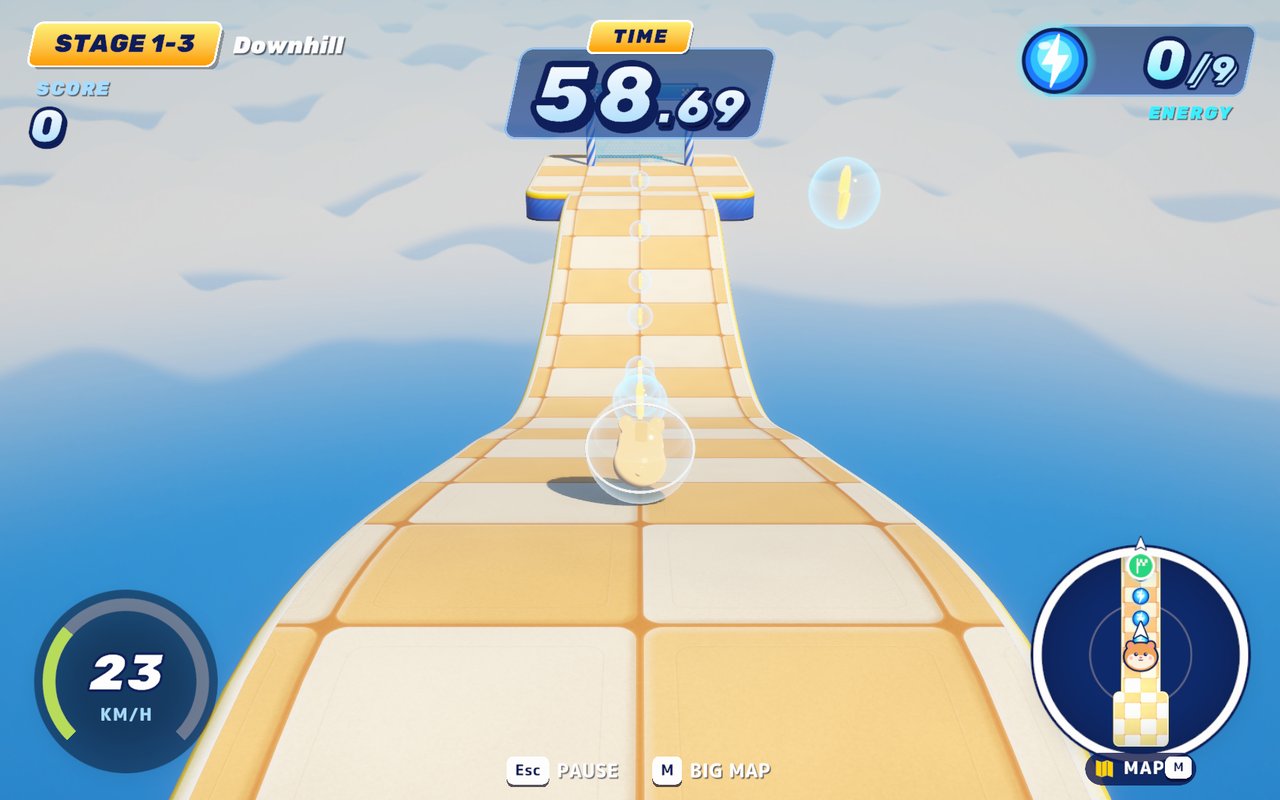 STAGE 1-3 Downhill
SCORE
0
TIME
58.69
0/9
ENERGY
23
KM/H
Esc PAUSE M BIG MAP
MAP M